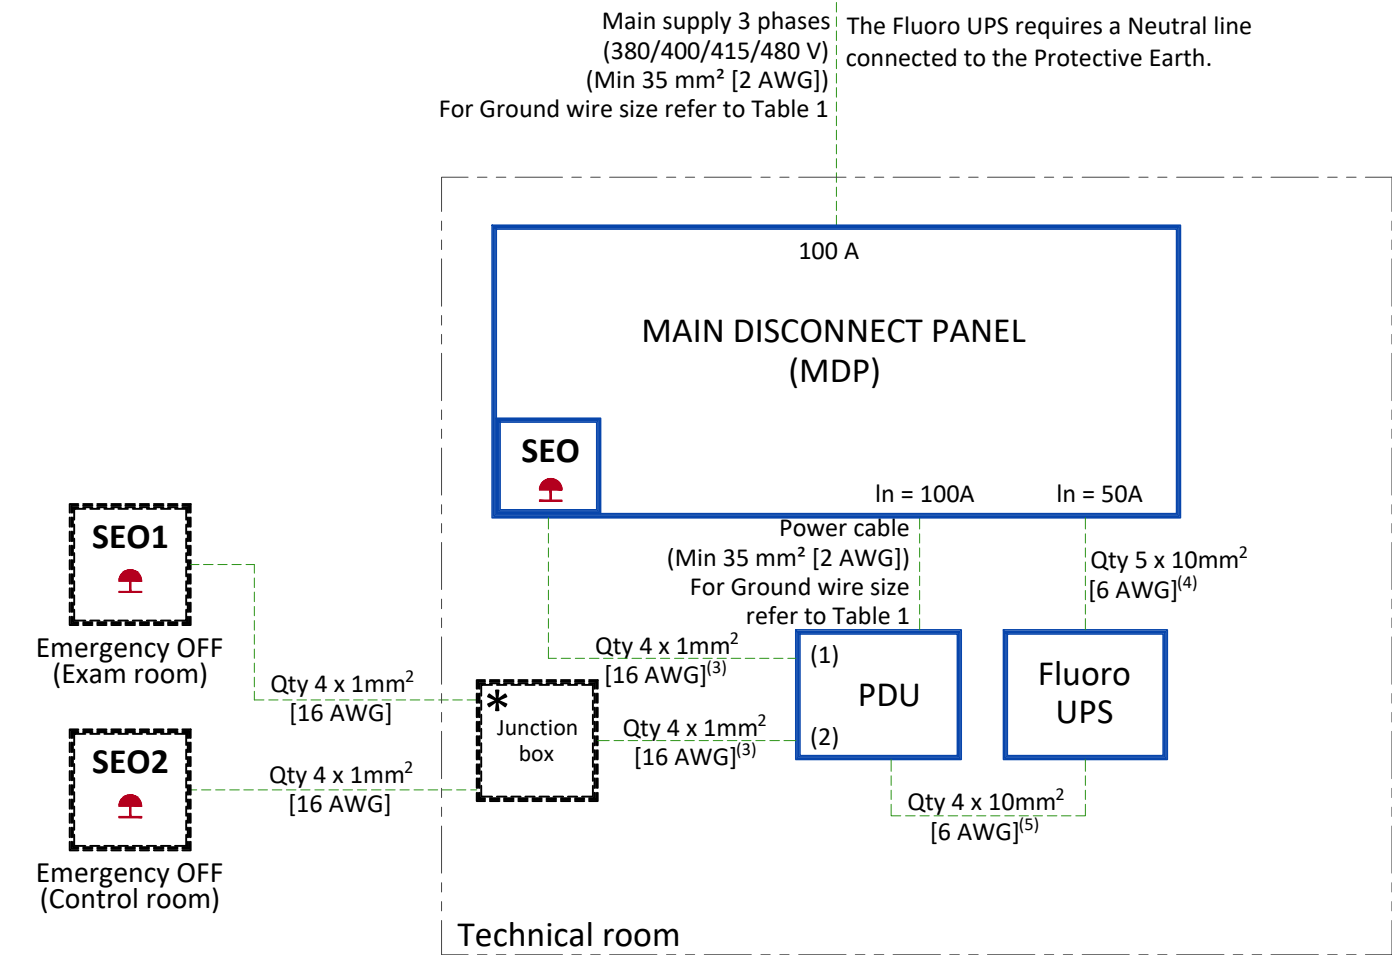 Main supply 3 phases
(380/400/415/480 V)
(Min 35 mm² [2 AWG])
For Ground wire size refer to Table 1
The Fluoro UPS requires a Neutral line
connected to the Protective Earth.
100 A
MAIN DISCONNECT PANEL
(MDP)
SEO
In = 100A
In = 50A
Power cable
(Min 35 mm² [2 AWG])
For Ground wire size
refer to Table 1
Qty 5 x 10mm²
[6 AWG]⁽⁴⁾
SEO1
Emergency OFF
(Exam room)
Qty 4 x 1mm²
[16 AWG]
Qty 4 x 1mm²
[16 AWG]⁽³⁾
(1)
PDU
(2)
Fluoro
UPS
*
Junction
box
Qty 4 x 1mm²
[16 AWG]⁽³⁾
SEO2
Emergency OFF
(Control room)
Qty 4 x 1mm²
[16 AWG]
Qty 4 x 10mm²
[6 AWG]⁽⁵⁾
Technical room